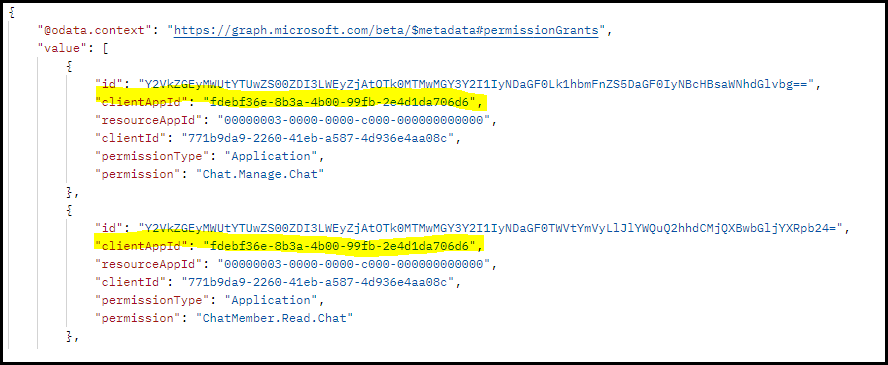 {
"@odata.context": "https://graph.microsoft.com/beta/$metadata#permissionGrants",
"value": [
{
"id": "Y2VkZGEyMWUtYTUwZS00ZDI3LWEyZjAtOTk0MTMwMGY3Y2I1IyNDaGF0Lk1hbmFnZS5DaGF0IyNBcHBsaWNhdGlvbg==",
"clientAppId": "fdebf36e-8b3a-4b00-99fb-2e4d1da706d6",
"resourceAppId": "00000003-0000-0000-c000-000000000000",
"clientId": "771b9da9-2260-41eb-a587-4d936e4aa08c",
"permissionType": "Application",
"permission": "Chat.Manage.Chat"
},
{
"id": "Y2VkZGEyMWUtYTUwZS00ZDI3LWEyZjAtOTk0MTMwMGY3Y2I1IyNDaGF0TWVtYmVyLlJlYWQuQ2hhdCMjQXBwbGljYXRpb24=",
"clientAppId": "fdebf36e-8b3a-4b00-99fb-2e4d1da706d6",
"resourceAppId": "00000003-0000-0000-c000-000000000000",
"clientId": "771b9da9-2260-41eb-a587-4d936e4aa08c",
"permissionType": "Application",
"permission": "ChatMember.Read.Chat"
},